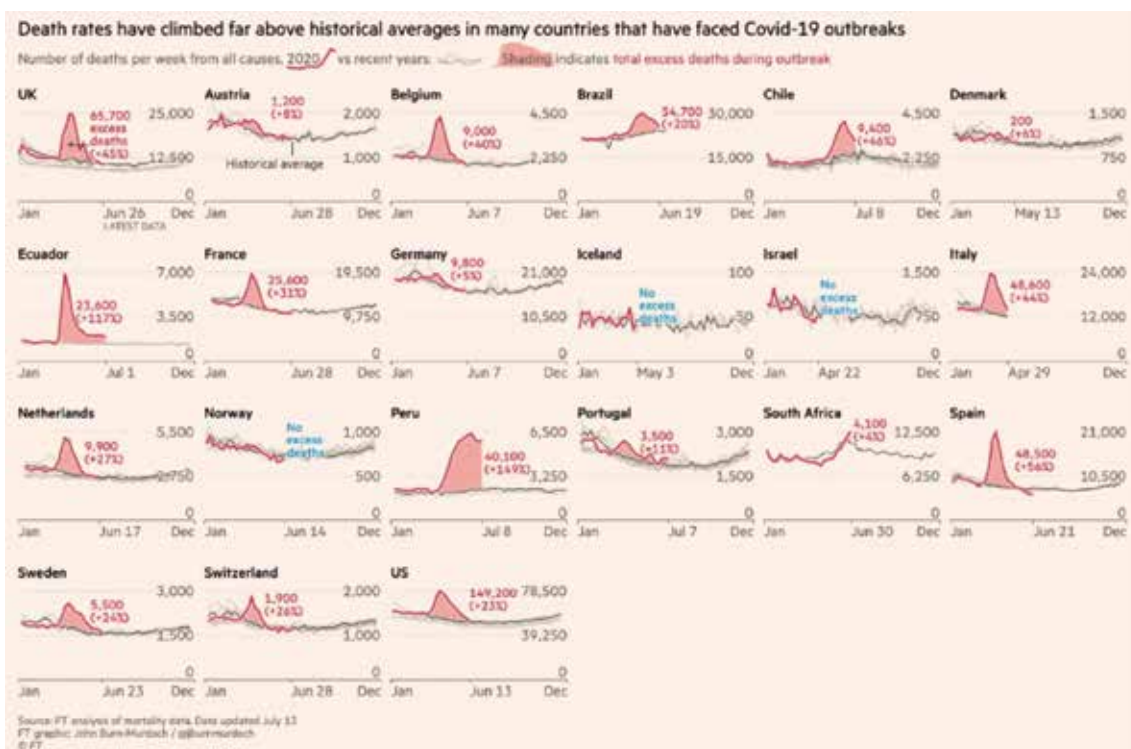 Death rates have climbed far above historical averages in many countries that have faced Covid-19 outbreaks
Number of deaths per week from all causes, 2020 vs recent years. Shading indicates total excess deaths during outbreak
UK
25,000
65,700
excess
deaths
(+45%)
12,500
0
Jan Jun 26 Dec
LATEST DATA
Austria
2,000
1,200
(+8%)
1,000
Historical average
0
Jan Jun 28 Dec
Belgium
4,500
9,000
(+40%)
2,250
0
Jan Jun 7 Dec
Brazil
30,000
34,700
(+20%)
15,000
0
Jan Jun 19 Dec
Chile
4,500
9,400
(+46%)
2,250
0
Jan Jul 8 Dec
Denmark
1,500
200
(+6%)
750
0
Jan May 13 Dec
Ecuador
7,000
23,600
(+117%)
3,500
0
Jan Jul 1 Dec
France
19,500
25,600
(+31%)
9,750
0
Jan Jun 28 Dec
Germany
21,000
9,800
(+5%)
10,500
0
Jan Jun 7 Dec
Iceland
100
No
excess
deaths
50
0
Jan May 3 Dec
Israel
1,500
No
excess
deaths
750
0
Jan Apr 22 Dec
Italy
24,000
48,600
(+44%)
12,000
0
Jan Apr 29 Dec
Netherlands
5,500
9,900
(+27%)
2,750
0
Jan Jun 17 Dec
Norway
1,000
No
excess
deaths
500
0
Jan Jun 14 Dec
Peru
6,500
40,100
(+149%)
3,250
0
Jan Jul 8 Dec
Portugal
3,000
3,500
(+11%)
1,500
0
Jan Jul 7 Dec
South Africa
12,500
4,100
(+4%)
6,250
0
Jan Jun 30 Dec
Spain
21,000
48,500
(+56%)
10,500
0
Jan Jun 21 Dec
Sweden
3,000
5,500
(+24%)
1,500
0
Jan Jun 23 Dec
Switzerland
2,000
1,900
(+26%)
1,000
0
Jan Jun 28 Dec
US
78,500
149,200
(+23%)
39,250
0
Jan Jun 13 Dec
Source: FT analysis of mortality data. Data updated July 13
FT graphic: John Burn-Murdoch / @jburnmurdoch
© FT